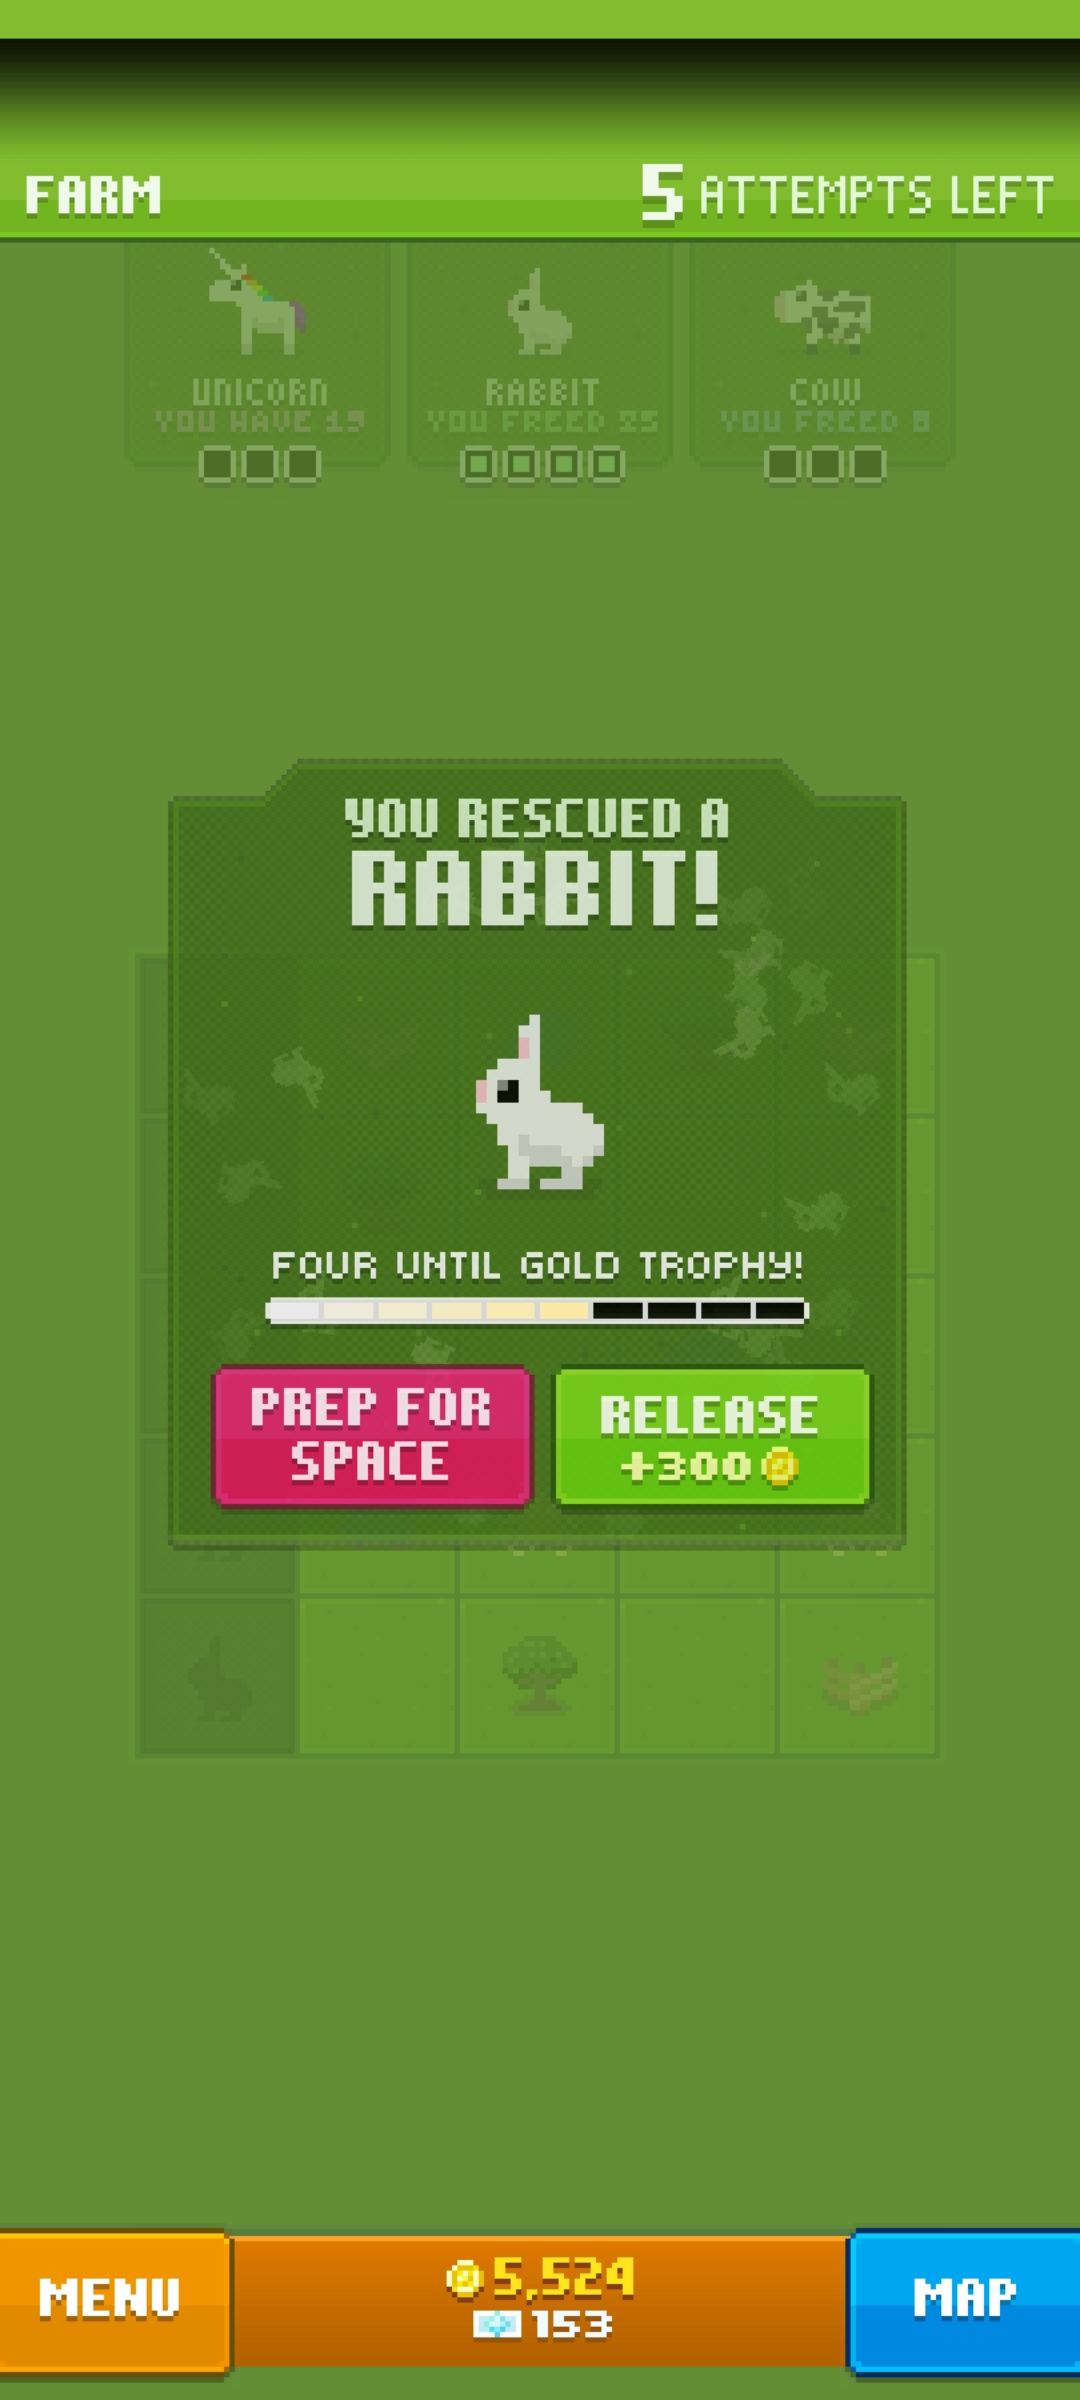 FARM
5 ATTEMPTS LEFT
UNICORN
YOU HAVE 19
RABBIT
YOU FREED 25
COW
YOU FREED 8
YOU RESCUED A
RABBIT!
FOUR UNTIL GOLD TROPHY!
PREP FOR
SPACE
RELEASE
+300
MENU
5,524
153
MAP